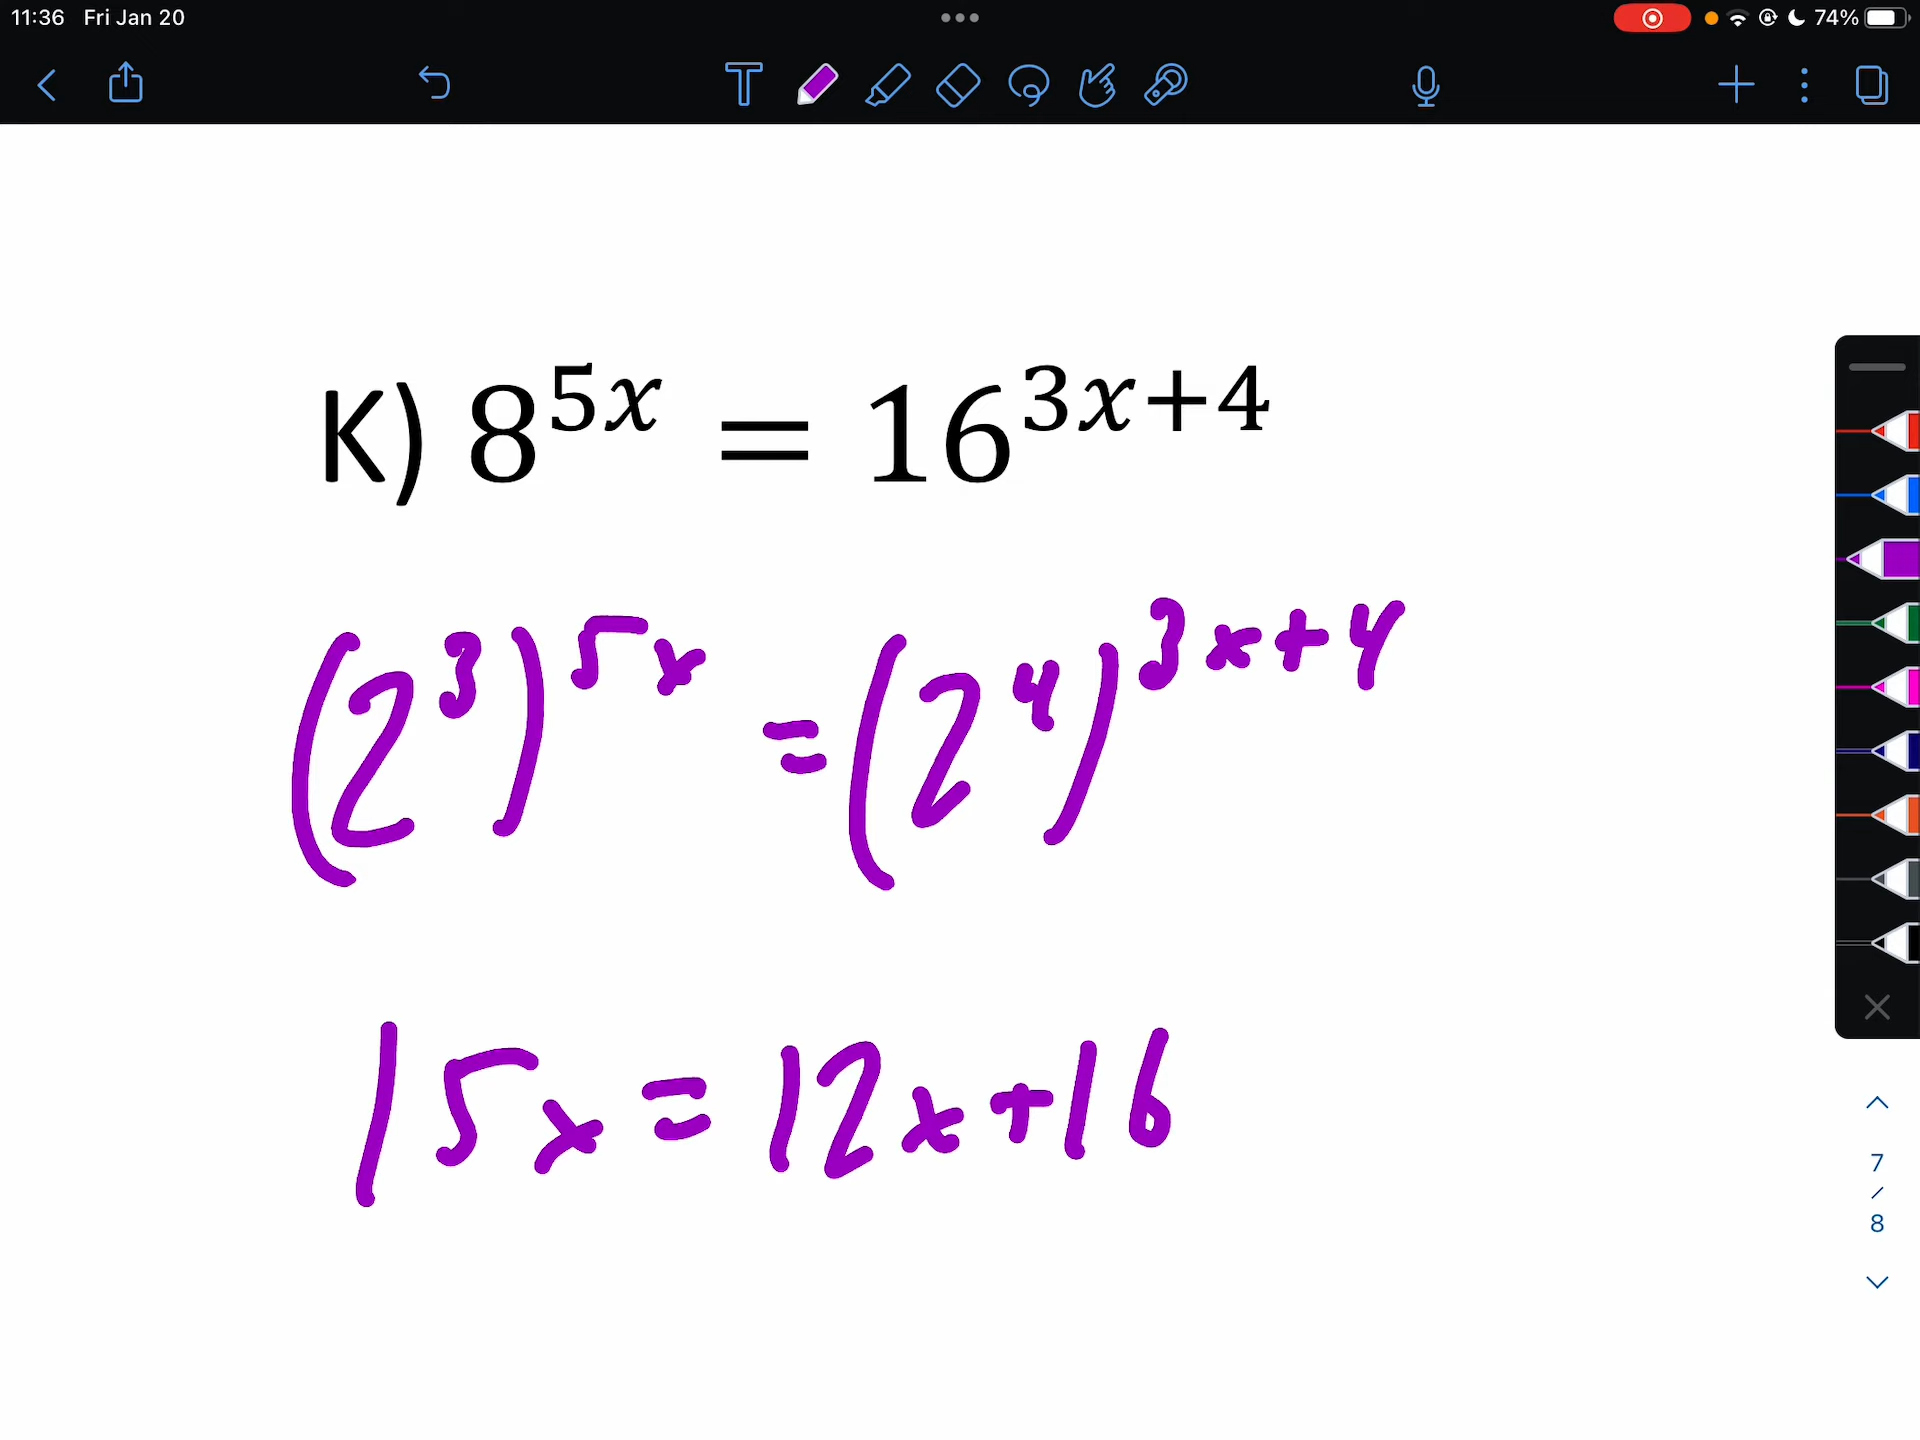 11:36 Fri Jan 20 74%
T
K) 8^{5x} = 16^{3x+4}
(2^3)^{5x} = (2^4)^{3x+4}
15x = 12x + 16
7
/
8